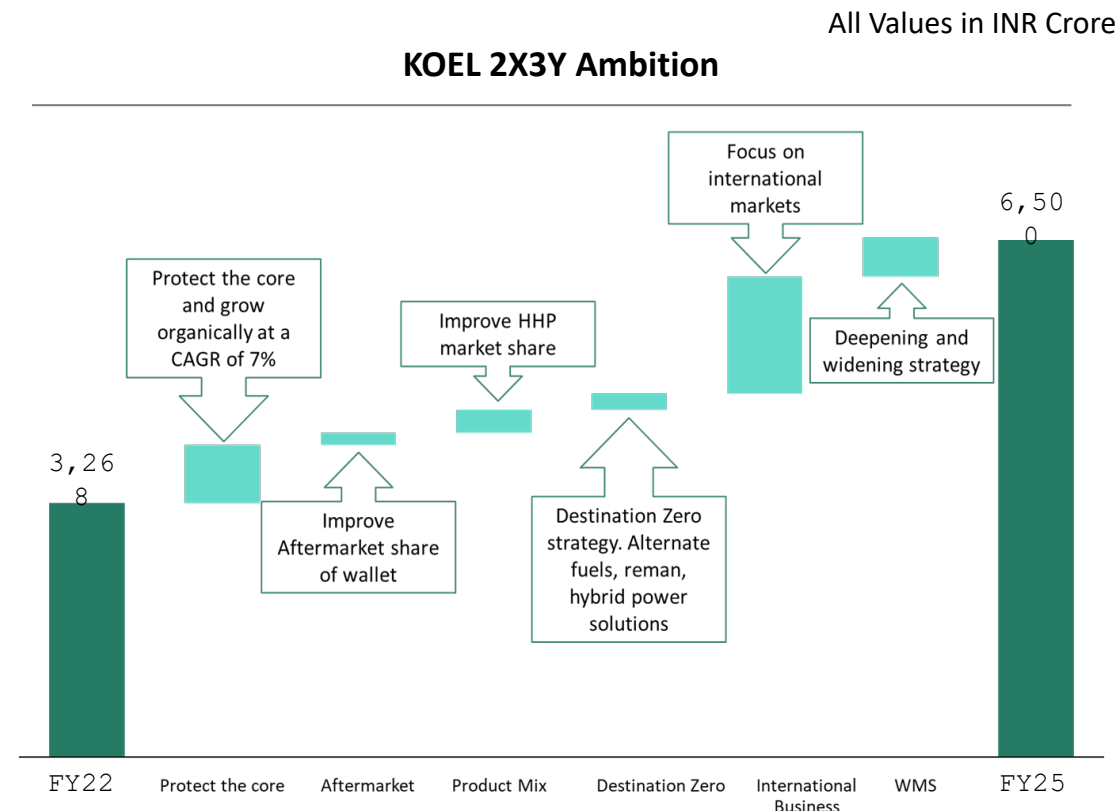 All Values in INR Crore
KOEL 2X3Y Ambition
Focus on
international
markets
6,50
0
Protect the core
and grow
organically at a
CAGR of 7%
Improve HHP
market share
Deepening and
widening strategy
3,26
8
Improve
Aftermarket share
of wallet
Destination Zero
strategy. Alternate
fuels, reman,
hybrid power
solutions
FY22
Protect the core
Aftermarket
Product Mix
Destination Zero
International
Business
WMS
FY25